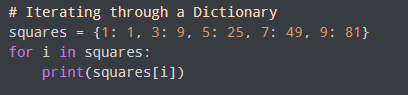 # Iterating through a Dictionary
squares = {1: 1, 3: 9, 5: 25, 7: 49, 9: 81}
for i in squares:
    print(squares[i])